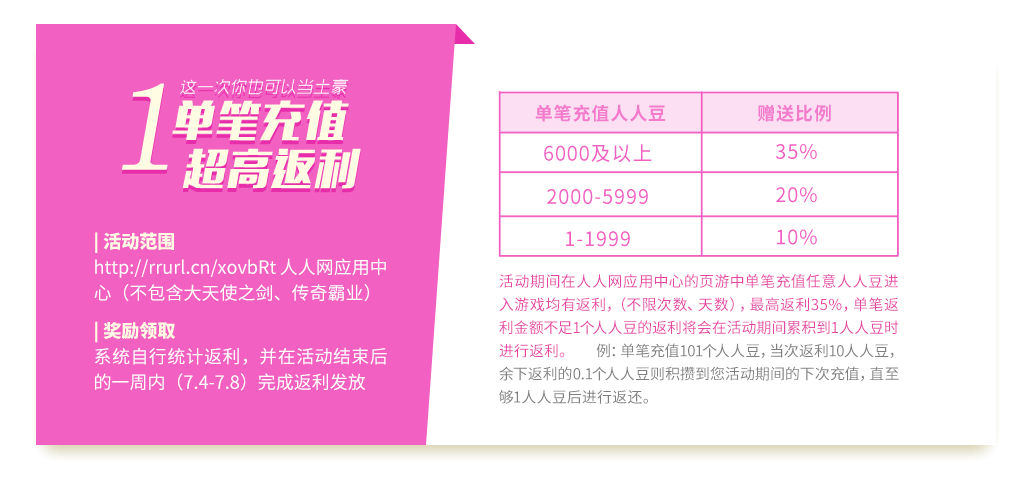 1
这一次你也可以当土豪
单笔充值
超高返利
| 活动范围
http://rrurl.cn/xovbRt 人人网应用中
心（不包含大天使之剑、传奇霸业）
| 奖励领取
系统自行统计返利，并在活动结束后
的一周内（7.4-7.8）完成返利发放
单笔充值人人豆 赠送比例
6000及以上 35%
2000-5999 20%
1-1999 10%
活动期间在人人网应用中心的页游中单笔充值任意人人豆进
入游戏均有返利，（不限次数、天数），最高返利35%，单笔返
利金额不足1个人人豆的返利将会在活动期间累积到1人人豆时
进行返利。 例：单笔充值101个人人豆，当次返利10人人豆，
余下返利的0.1个人人豆则积攒到您活动期间的下次充值，直至
够1人人豆后进行返还。